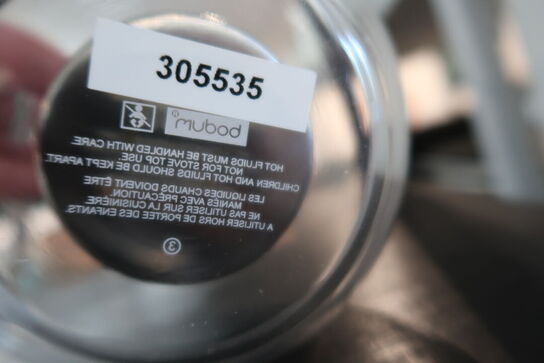 305535
bodum®
HOT FLUIDS MUST BE HANDLED WITH CARE.
NOT FOR STOVE TOP USE.
CHILDREN AND HOT FLUIDS SHOULD BE KEPT APART.
LES LIQUIDES CHAUDS DOIVENT ÊTRE
MANIÉS AVEC PRÉCAUTION.
NE PAS UTILISER SUR LA CUISINIÈRE.
A UTILISER HORS DE PORTÉE DES ENFANTS.
3